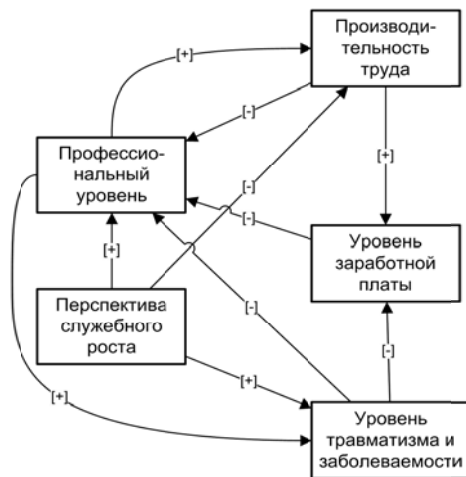 Производи-
тельность
труда
[+]
[-]
Профессио-
нальный
уровень
[-]
[+]
[-]
[+]
Уровень
заработной
платы
Перспектива
служебного
роста
[-]
[-]
[+]
[+]
Уровень
травматизма и
заболеваемости